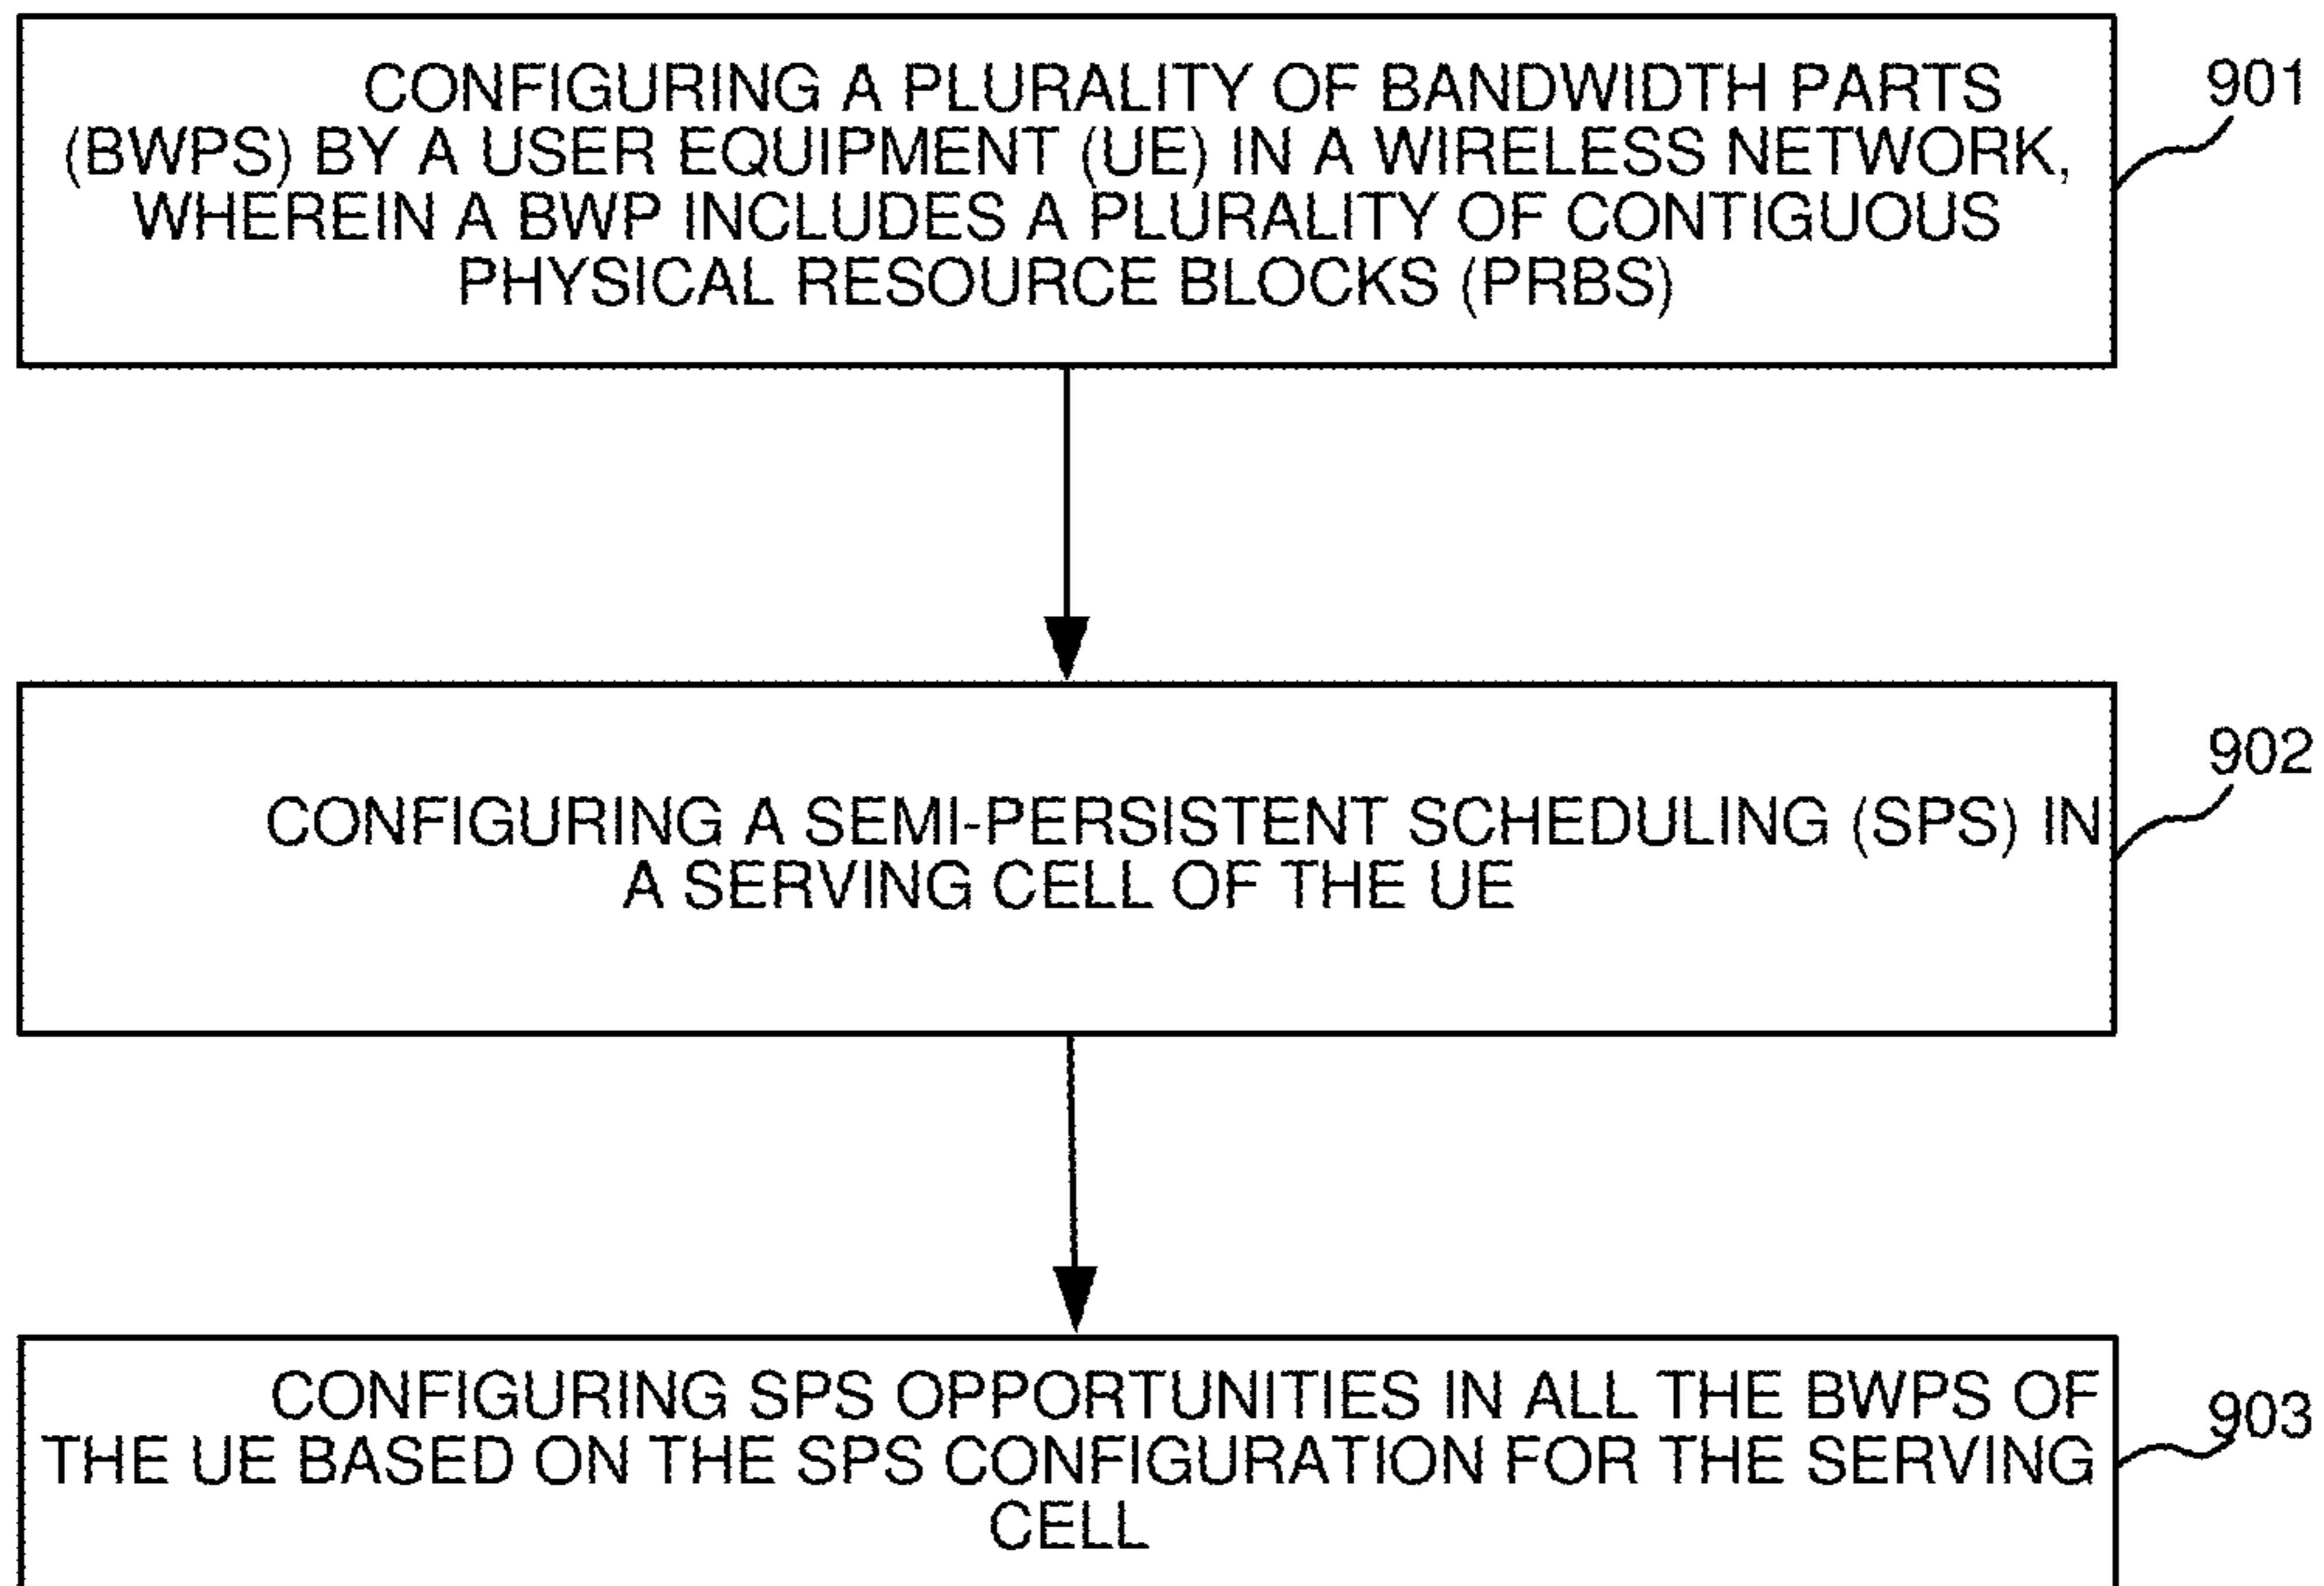 CONFIGURING A PLURALITY OF BANDWIDTH PARTS
(BWPS) BY A USER EQUIPMENT (UE) IN A WIRELESS NETWORK,
WHEREIN A BWP INCLUDES A PLURALITY OF CONTIGUOUS
PHYSICAL RESOURCE BLOCKS (PRBS)
901
CONFIGURING A SEMI-PERSISTENT SCHEDULING (SPS) IN
A SERVING CELL OF THE UE
902
CONFIGURING SPS OPPORTUNITIES IN ALL THE BWPS OF
THE UE BASED ON THE SPS CONFIGURATION FOR THE SERVING
CELL
903